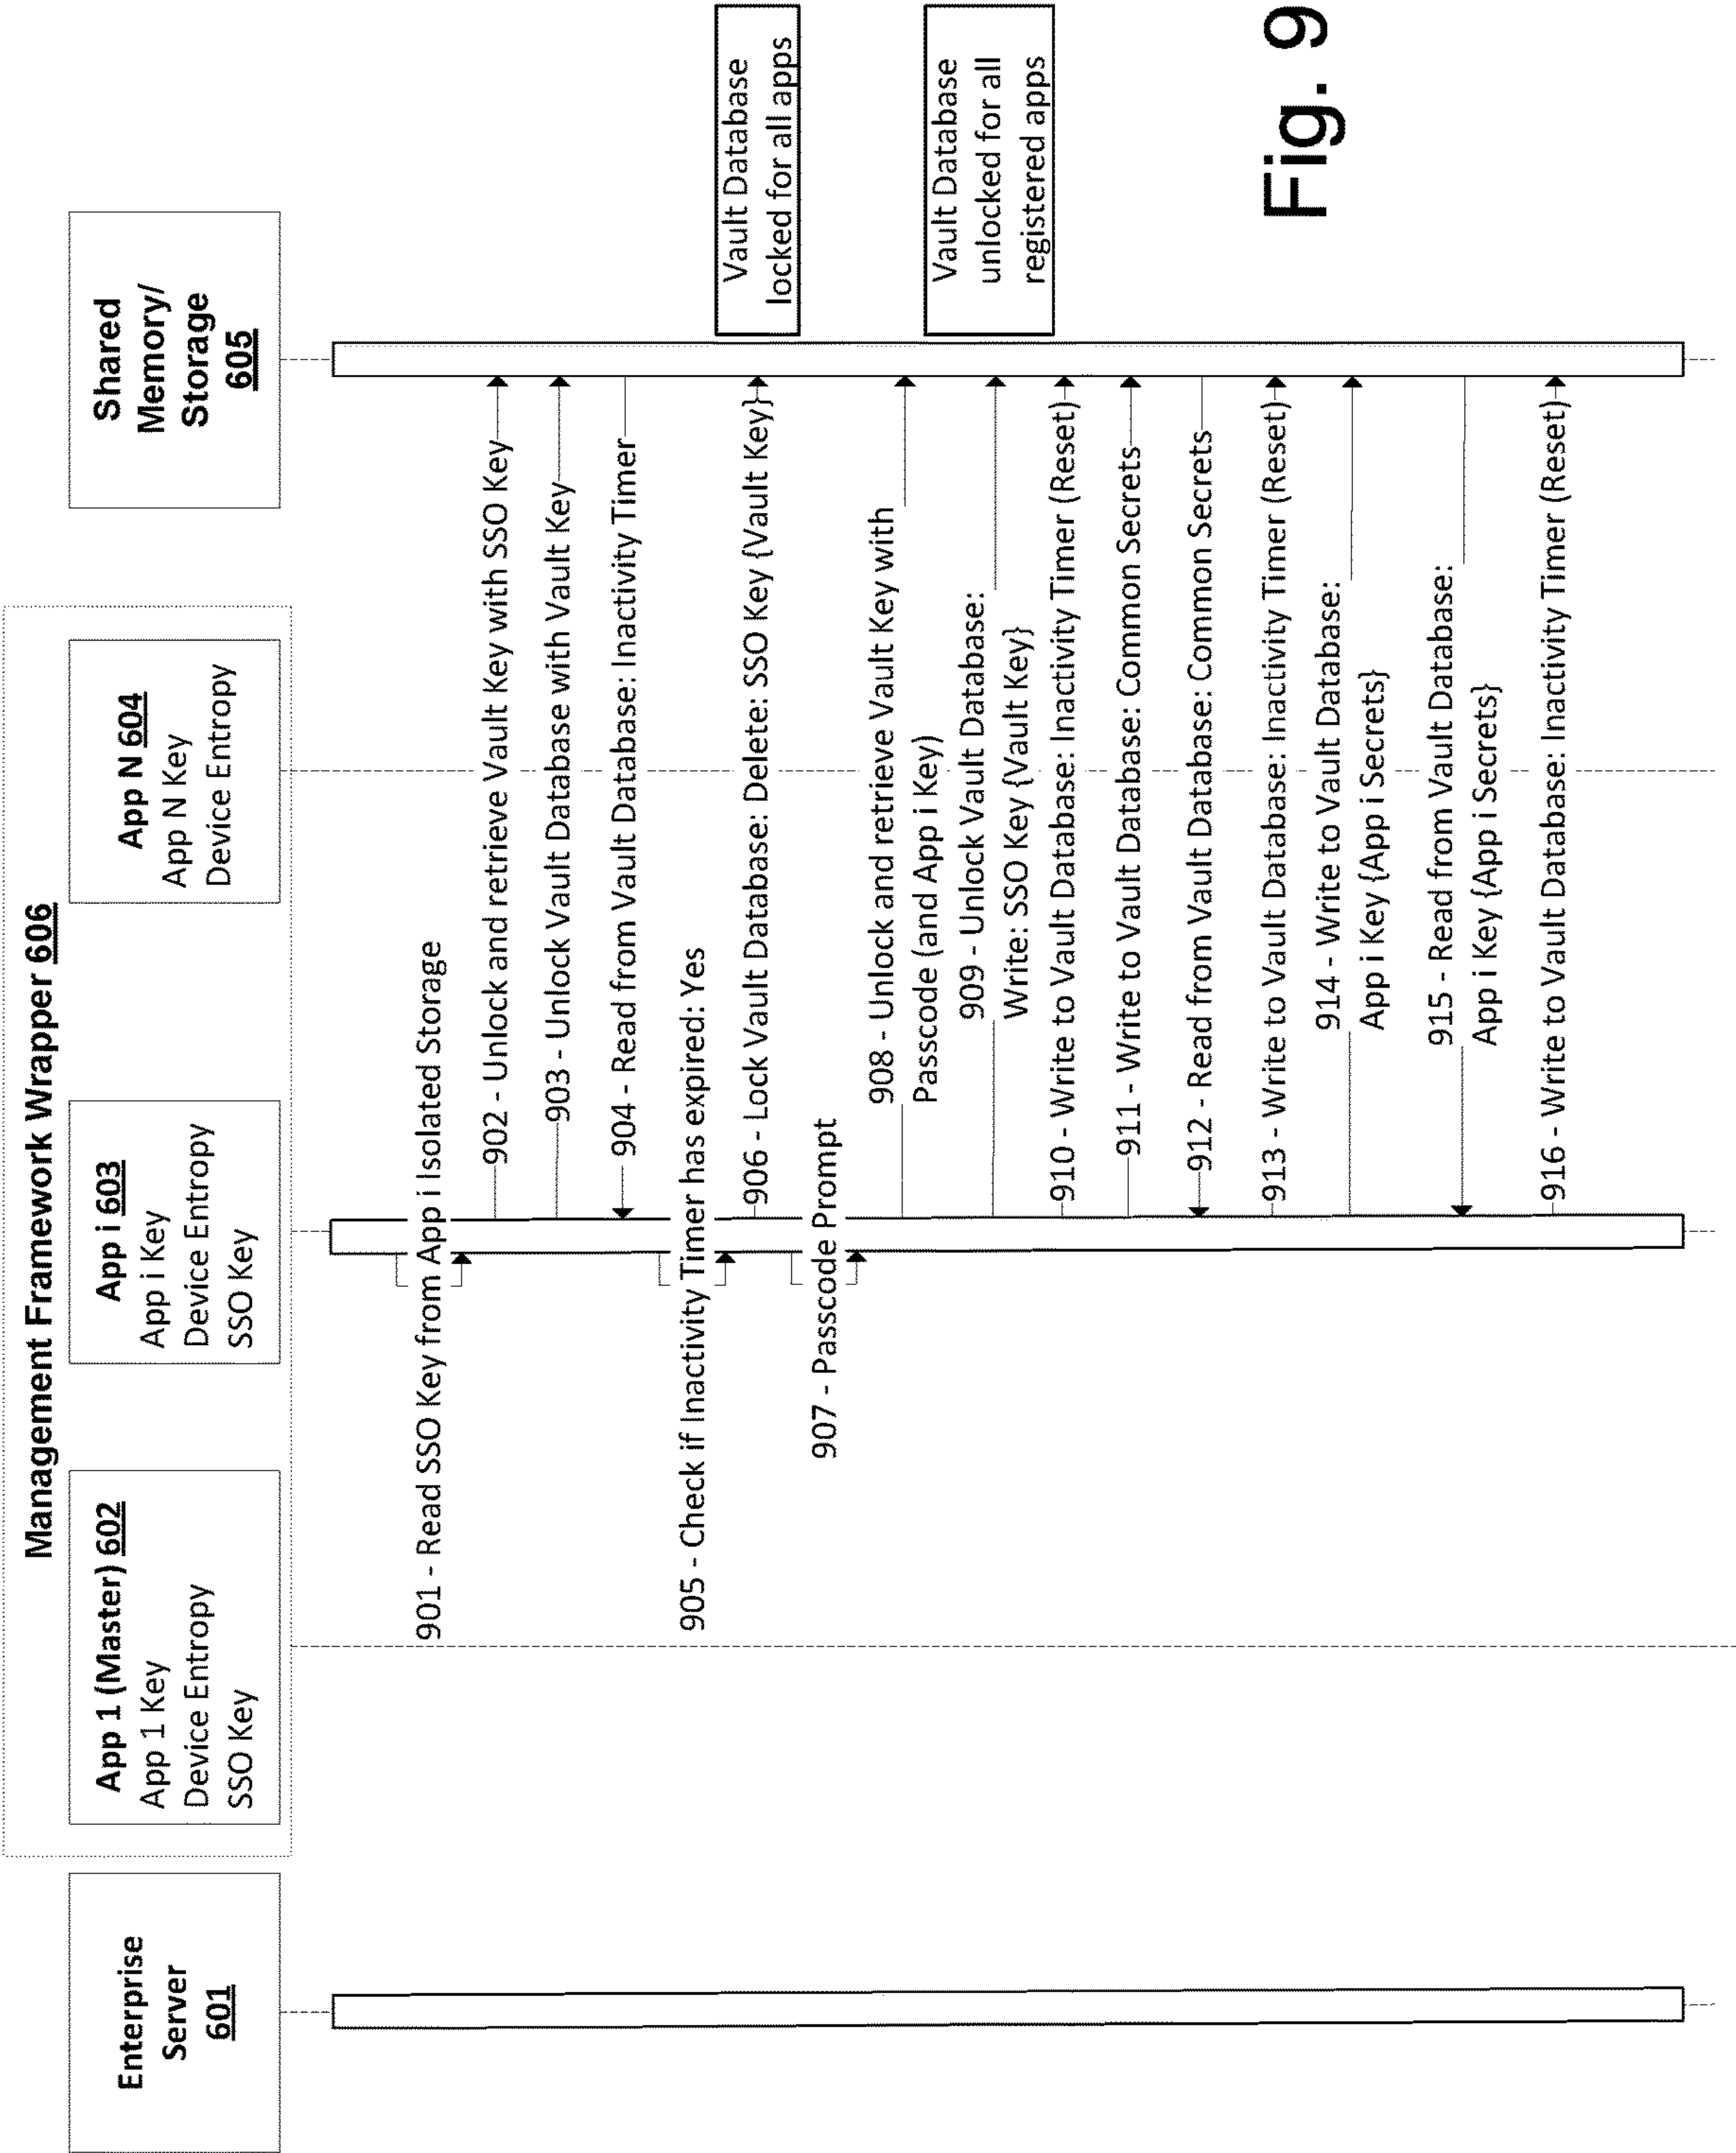 Management Framework Wrapper 606
Enterprise
Server
601
App 1 (Master) 602
App 1 Key
Device Entropy
SSO Key
App i 603
App i Key
Device Entropy
SSO Key
App N 604
App N Key
Device Entropy
Shared
Memory/
Storage
605
901 - Read SSO Key from App i Isolated Storage
902 - Unlock and retrieve Vault Key with SSO Key
903 - Unlock Vault Database with Vault Key
904 - Read from Vault Database: Inactivity Timer
905 - Check if Inactivity Timer has expired: Yes
906 - Lock Vault Database: Delete: SSO Key {Vault Key}
Vault Database
locked for all apps
907 - Passcode Prompt
908 - Unlock and retrieve Vault Key with
Passcode (and App i Key)
909 - Unlock Vault Database:
Write: SSO Key {Vault Key}
Vault Database
unlocked for all
registered apps
910 - Write to Vault Database: Inactivity Timer (Reset)
911 - Write to Vault Database: Common Secrets
912 - Read from Vault Database: Common Secrets
913 - Write to Vault Database: Inactivity Timer (Reset)
914 - Write to Vault Database:
App i Key {App i Secrets}
915 - Read from Vault Database:
App i Key {App i Secrets}
916 - Write to Vault Database: Inactivity Timer (Reset)
Fig. 9